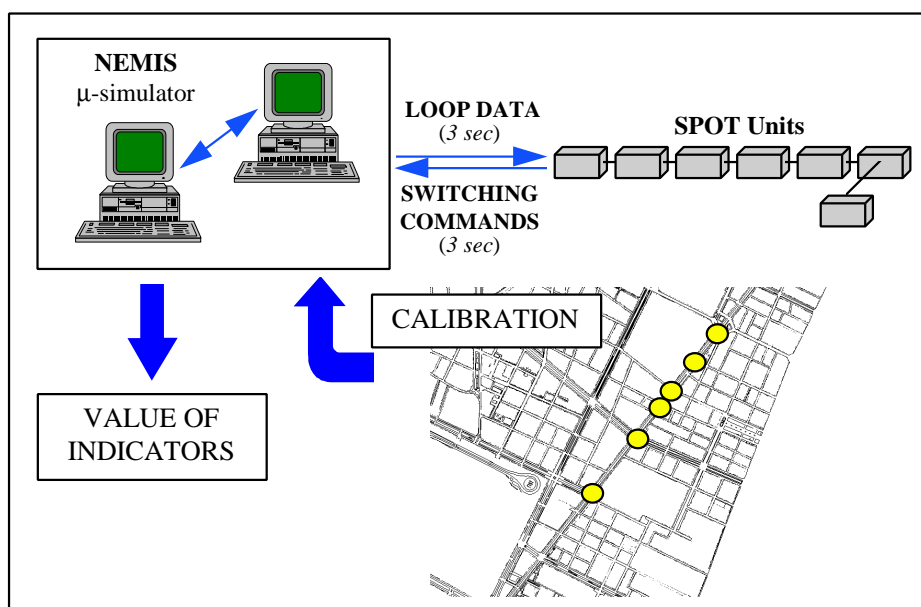 NEMIS
μ-simulator
LOOP DATA
(3 sec)
SWITCHING
COMMANDS
(3 sec)
SPOT Units
CALIBRATION
VALUE OF
INDICATORS